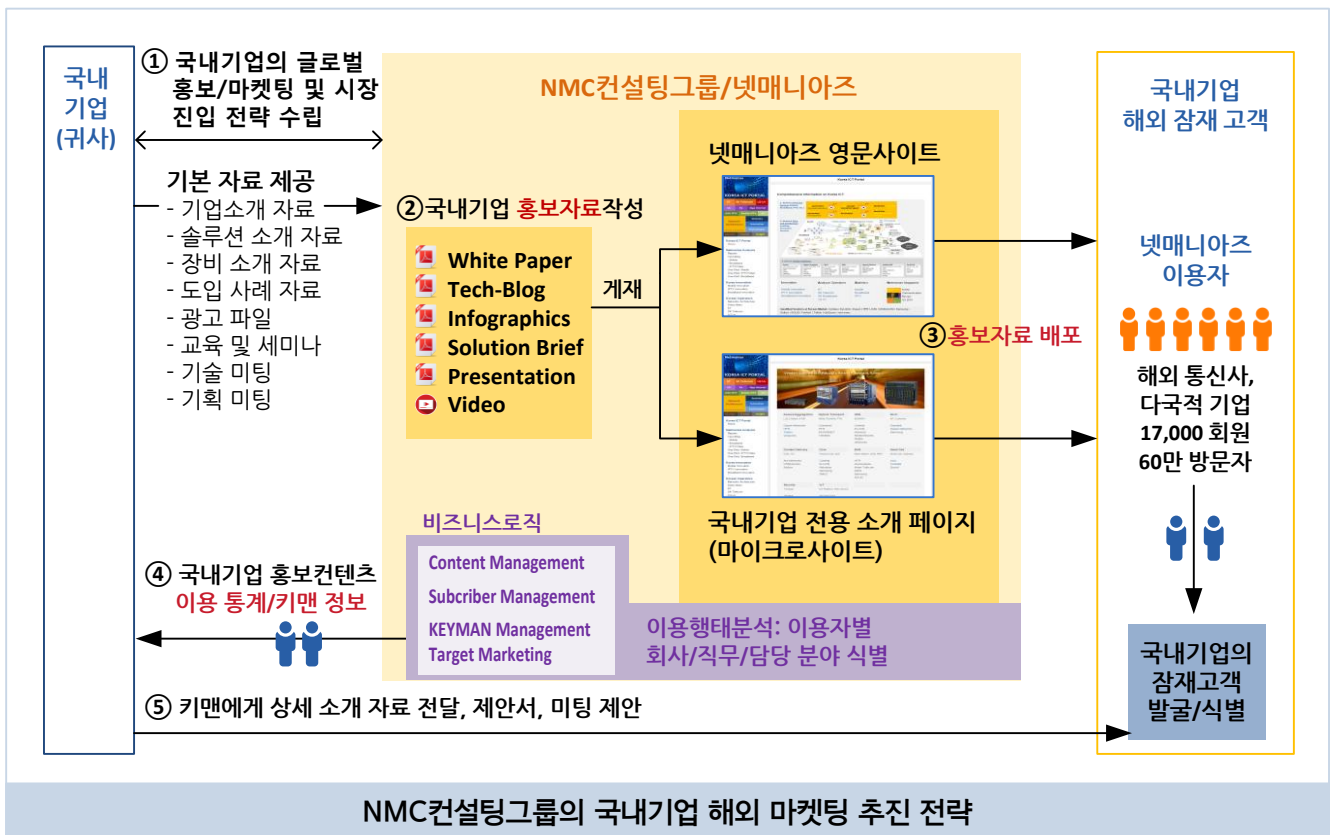 국내
기업
(귀사)
① 국내기업의 글로벌
홍보/마케팅 및 시장
진입 전략 수립
기본 자료 제공
- 기업소개 자료
- 솔루션 소개 자료
- 장비 소개 자료
- 도입 사례 자료
- 광고 파일
- 교육 및 세미나
- 기술 미팅
- 기획 미팅
NMC컨설팅그룹/넷매니아즈
②국내기업 홍보자료작성
White Paper
Tech-Blog
Infographics
Solution Brief
Presentation
Video
게재
넷매니아즈 영문사이트
Korea ICT Portal
KOREA ICT PORTAL
③홍보자료 배포
Korea ICT Portal
KOREA ICT PORTAL
국내기업 전용 소개 페이지
(마이크로사이트)
비즈니스로직
Content Management
Subcriber Management
KEYMAN Management
Target Marketing
이용행태분석: 이용자별
회사/직무/담당 분야 식별
국내기업
해외 잠재 고객
넷매니아즈
이용자
해외 통신사,
다국적 기업
17,000 회원
60만 방문자
국내기업의
잠재고객
발굴/식별
④ 국내기업 홍보컨텐츠
이용 통계/키맨 정보
⑤ 키맨에게 상세 소개 자료 전달, 제안서, 미팅 제안
NMC컨설팅그룹의 국내기업 해외 마케팅 추진 전략